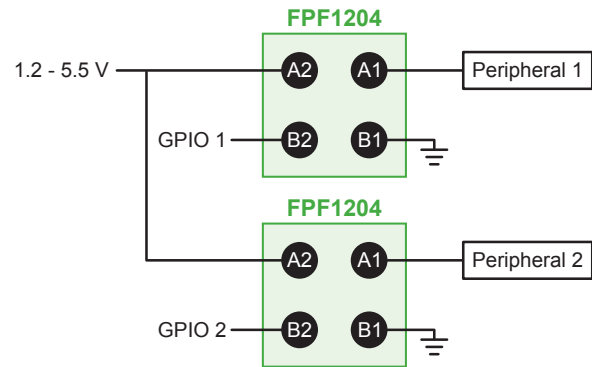 FPF1204
1.2 - 5.5 V
A2
A1
Peripheral 1
GPIO 1
B2
B1
FPF1204
A2
A1
Peripheral 2
GPIO 2
B2
B1